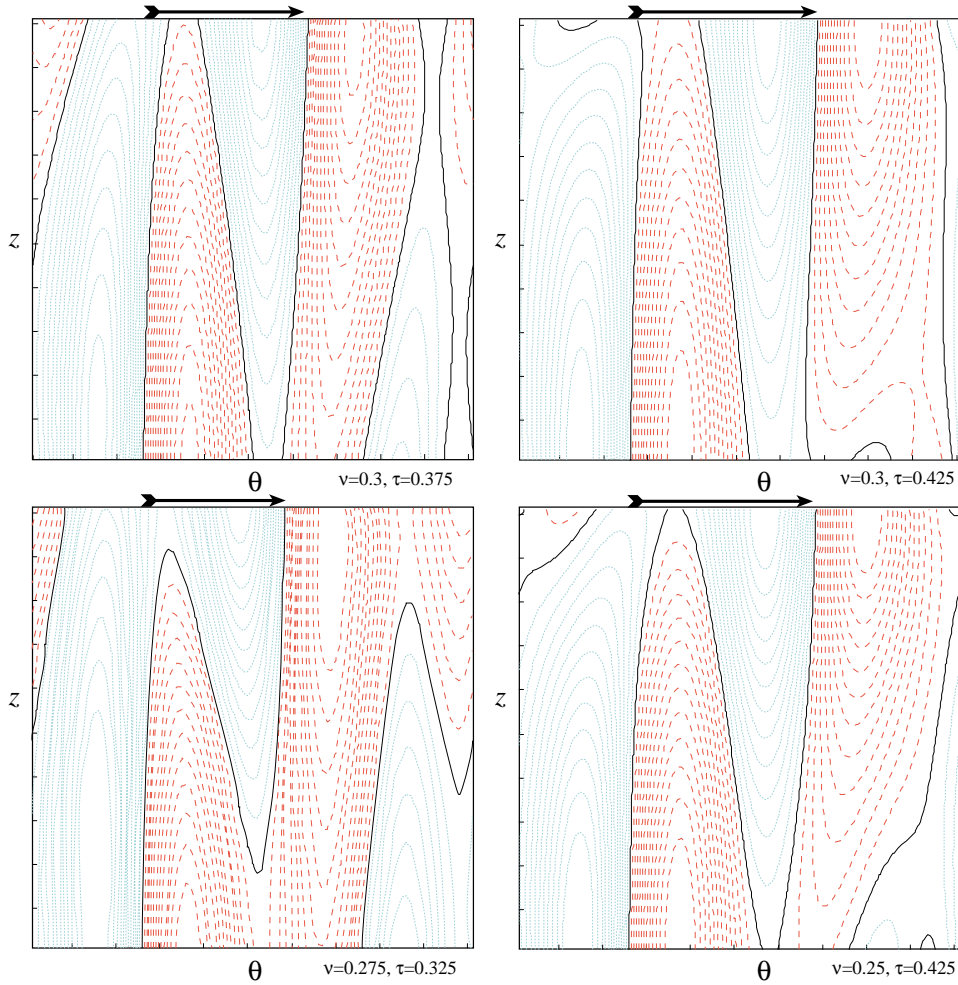 z
θ
ν=0.3, τ=0.375
z
θ
ν=0.3, τ=0.425
z
θ
ν=0.275, τ=0.325
z
θ
ν=0.25, τ=0.425